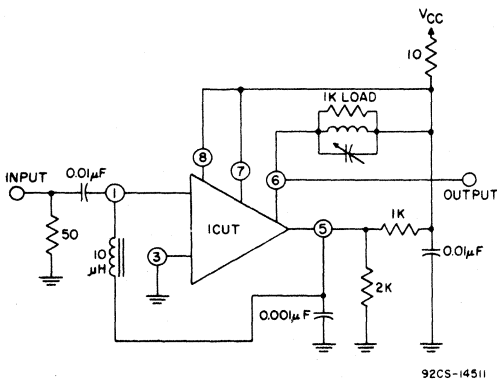 VCC
10
1K LOAD
8
7
6
INPUT
0.01µF
1
OUTPUT
ICUT
5
1K
50
10
µH
3
0.01µF
2K
0.001µF
92CS-14511